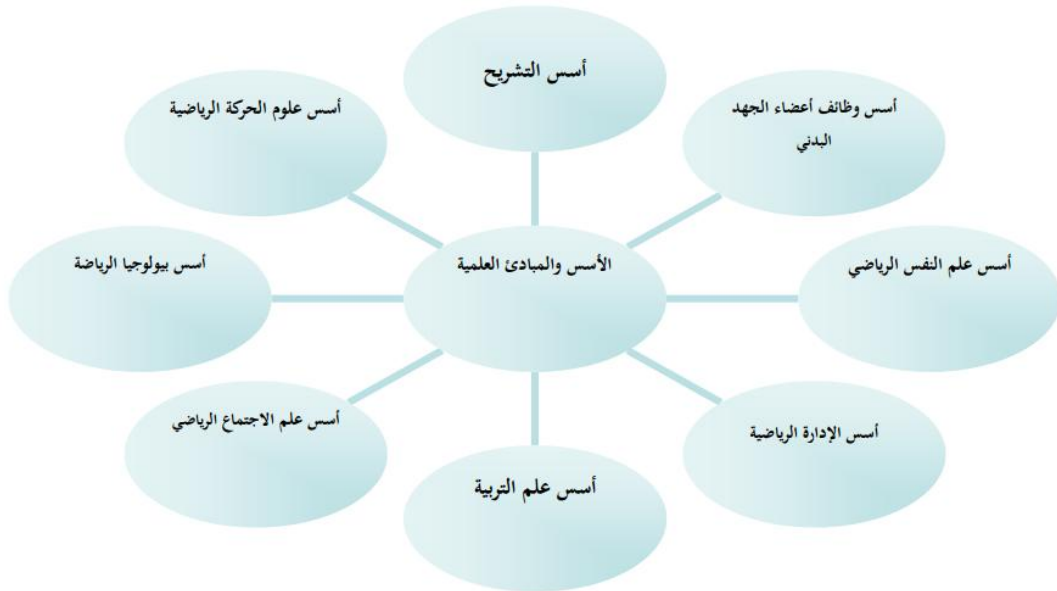 أسس التشريح
أسس وظائف أعضاء الجهد
البدني
أسس علم النفس الرياضي
أسس الإدارة الرياضية
أسس علم التربية
أسس علم الاجتماع الرياضي
أسس بيولوجيا الرياضة
أسس علوم الحركة الرياضية
الأسس والمبادئ العلمية